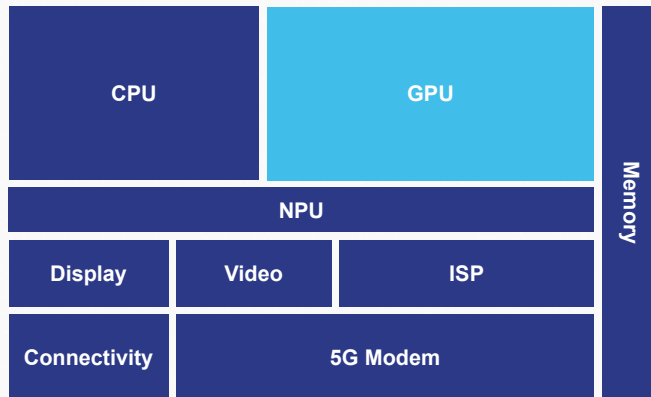 CPU
GPU
Memory
NPU
Display
Video
ISP
Connectivity
5G Modem